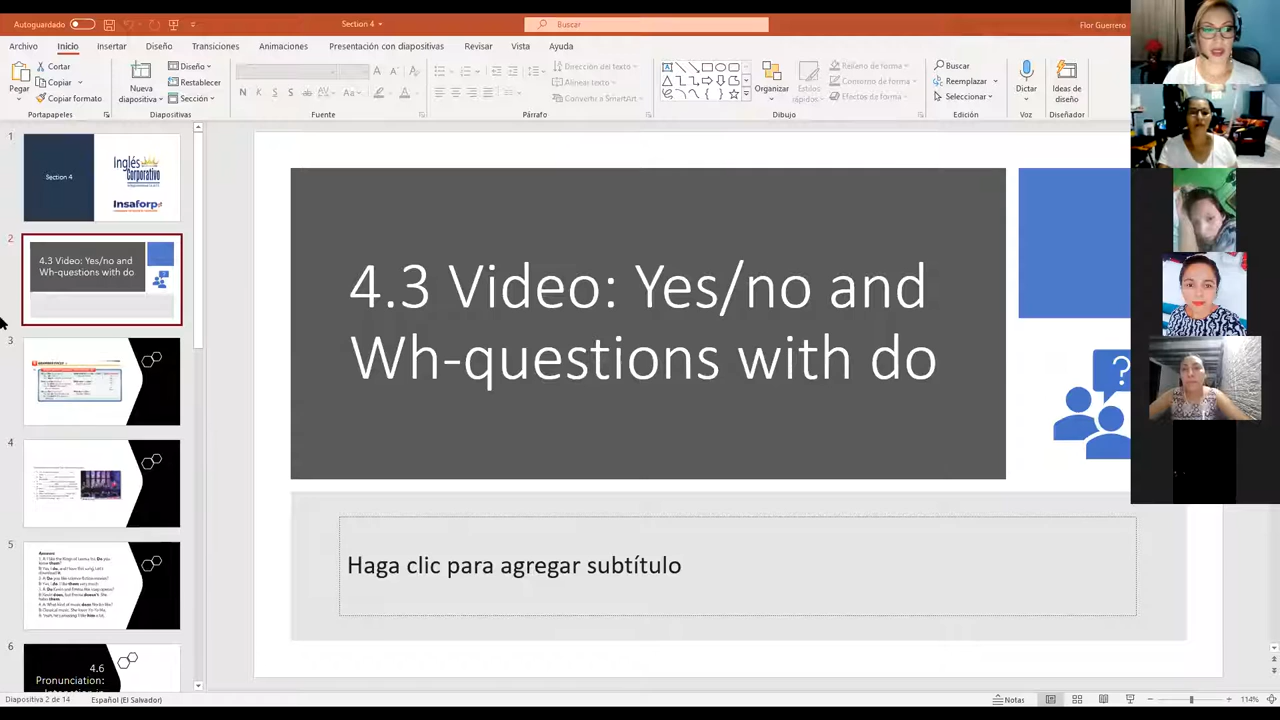 Autoguardado
Section 4
Buscar
Flor Guerrero
Archivo
Inicio
Insertar
Diseño
Transiciones
Animaciones
Presentación con diapositivas
Revisar
Vista
Ayuda
Pegar
Cortar
Copiar
Copiar formato
Portapapeles
Nueva
diapositiva
Diseño
Restablecer
Sección
Diapositivas
Fuente
Dirección del texto
Alinear texto
Convertir a SmartArt
Párrafo
Organizar
Estilos
rápidos
Relleno de forma
Contorno de forma
Efectos de forma
Dibujo
Buscar
Reemplazar
Seleccionar
Edición
Dictar
Voz
Ideas de
diseño
Diseñador
1
Section 4
Inglés
Corporativo
Insaforp
2
4.3 Video: Yes/no and
Wh-questions with do
3
4
5
Answers
6
4.6
Pronunciation:
4.3 Video: Yes/no and
Wh-questions with do
Haga clic para agregar subtítulo
Diapositiva 2 de 14
Español (El Salvador)
Notas
114%